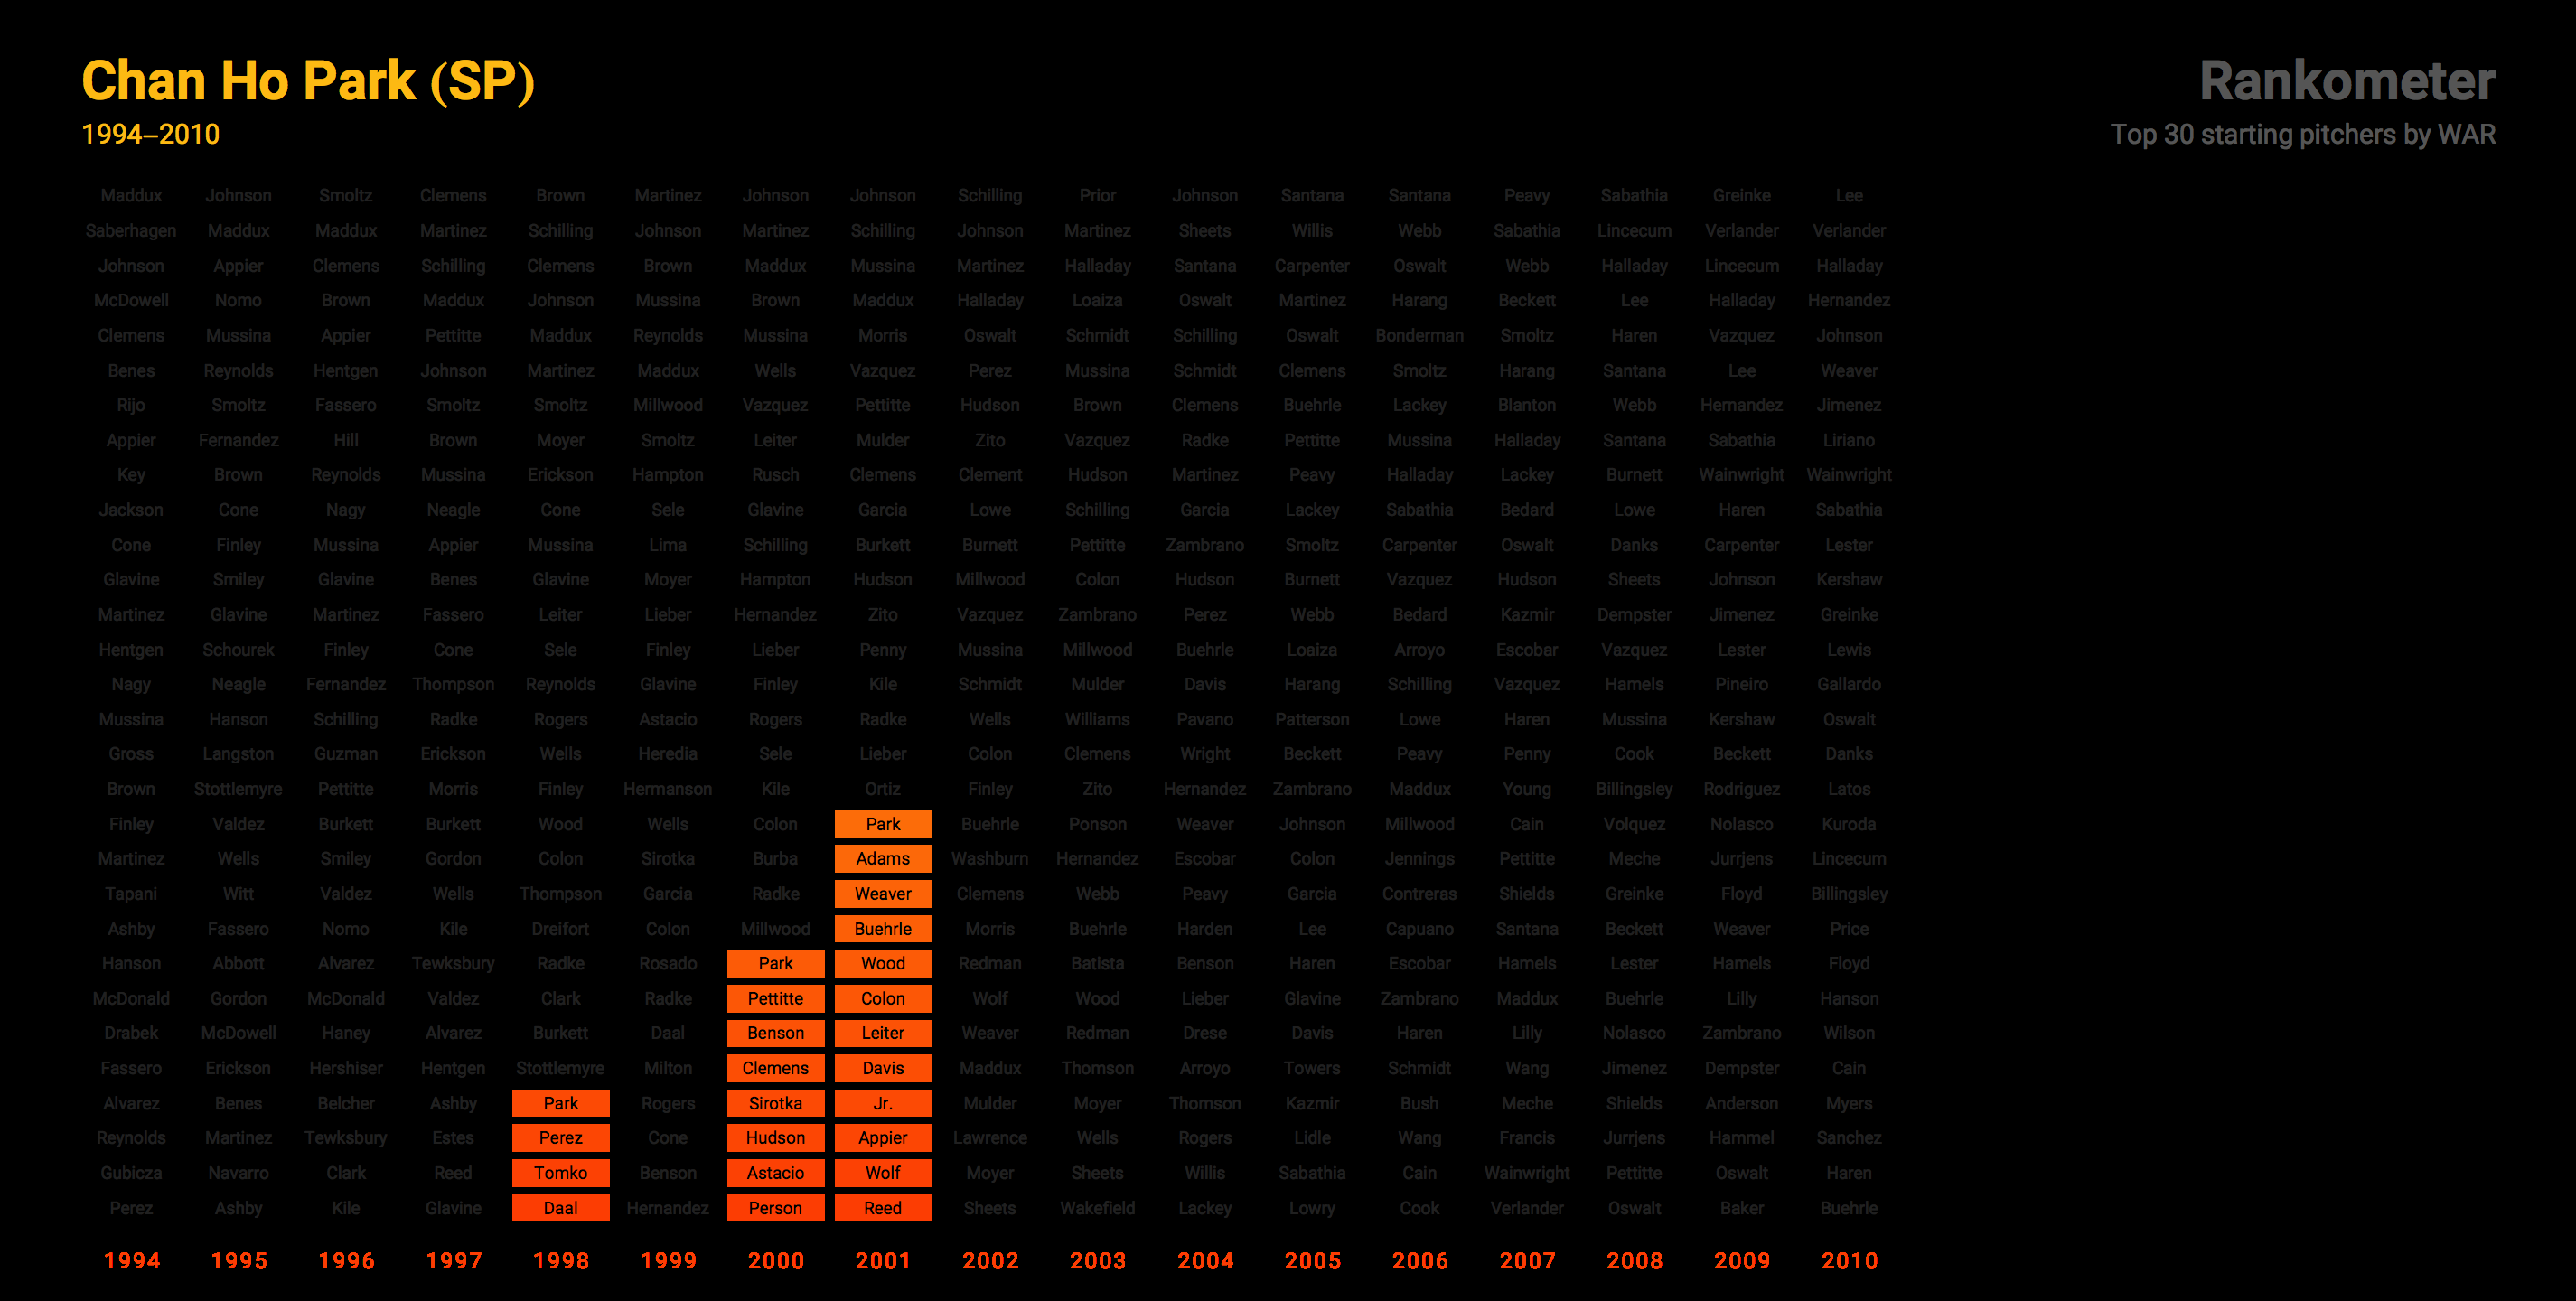 Chan Ho Park (SP)
1994–2010
Rankometer
Top 30 starting pitchers by WAR
Maddux Johnson Smoltz Clemens Brown Martinez Johnson Johnson Schilling Prior Johnson Santana Santana Peavy Sabathia Greinke Lee
Saberhagen Maddux Maddux Martinez Schilling Johnson Martinez Schilling Johnson Martinez Sheets Willis Webb Sabathia Lincecum Verlander Verlander
Johnson Appier Clemens Schilling Clemens Brown Maddux Mussina Martinez Halladay Santana Carpenter Oswalt Webb Halladay Lincecum Halladay
McDowell Nomo Brown Maddux Johnson Mussina Brown Maddux Halladay Loaiza Oswalt Martinez Harang Beckett Lee Halladay Hernandez
Clemens Mussina Appier Pettitte Maddux Reynolds Mussina Morris Oswalt Schmidt Schilling Oswalt Bonderman Smoltz Haren Vazquez Johnson
Benes Reynolds Hentgen Johnson Martinez Maddux Wells Vazquez Perez Mussina Schmidt Clemens Smoltz Harang Santana Lee Weaver
Rijo Smoltz Fassero Smoltz Smoltz Millwood Vazquez Pettitte Hudson Brown Clemens Buehrle Lackey Blanton Webb Hernandez Jimenez
Appier Fernandez Hill Brown Moyer Smoltz Leiter Mulder Zito Vazquez Radke Pettitte Mussina Halladay Santana Sabathia Liriano
Key Brown Reynolds Mussina Erickson Hampton Rusch Clemens Clement Hudson Martinez Peavy Halladay Lackey Burnett Wainwright Wainwright
Jackson Cone Nagy Neagle Cone Sele Glavine Garcia Lowe Schilling Garcia Lackey Sabathia Bedard Lowe Haren Sabathia
Cone Finley Mussina Appier Mussina Lima Schilling Burkett Burnett Pettitte Zambrano Smoltz Carpenter Oswalt Danks Carpenter Lester
Glavine Smiley Glavine Benes Glavine Moyer Hampton Hudson Millwood Colon Hudson Burnett Vazquez Hudson Sheets Johnson Kershaw
Martinez Glavine Martinez Fassero Leiter Lieber Hernandez Zito Vazquez Zambrano Perez Webb Bedard Kazmir Dempster Jimenez Greinke
Hentgen Schourek Finley Cone Sele Finley Lieber Penny Mussina Millwood Buehrle Loaiza Arroyo Escobar Vazquez Lester Lewis
Nagy Neagle Fernandez Thompson Reynolds Glavine Finley Kile Schmidt Mulder Davis Harang Schilling Vazquez Hamels Pineiro Gallardo
Mussina Hanson Schilling Radke Rogers Astacio Rogers Radke Wells Williams Pavano Patterson Lowe Haren Mussina Kershaw Oswalt
Gross Langston Guzman Erickson Wells Heredia Sele Lieber Colon Clemens Wright Beckett Peavy Penny Cook Beckett Danks
Brown Stottlemyre Pettitte Morris Finley Hermanson Kile Ortiz Finley Zito Hernandez Zambrano Maddux Young Billingsley Rodriguez Latos
Finley Valdez Burkett Burkett Wood Wells Colon Park Buehrle Ponson Weaver Johnson Millwood Cain Volquez Nolasco Kuroda
Martinez Wells Smiley Gordon Colon Sirotka Burba Adams Washburn Hernandez Escobar Colon Jennings Pettitte Meche Jurrjens Lincecum
Tapani Witt Valdez Wells Thompson Garcia Radke Weaver Clemens Webb Peavy Garcia Contreras Shields Greinke Floyd Billingsley
Ashby Fassero Nomo Kile Dreifort Colon Millwood Buehrle Morris Buehrle Harden Lee Capuano Santana Beckett Weaver Price
Hanson Abbott Alvarez Tewksbury Radke Rosado Park Wood Redman Batista Benson Haren Escobar Hamels Lester Hamels Floyd
McDonald Gordon McDonald Valdez Clark Radke Pettitte Colon Wolf Wood Lieber Glavine Zambrano Maddux Buehrle Lilly Hanson
Drabek McDowell Haney Alvarez Burkett Daal Benson Leiter Weaver Redman Drese Davis Haren Lilly Nolasco Zambrano Wilson
Fassero Erickson Hershiser Hentgen Stottlemyre Milton Clemens Davis Maddux Thomson Arroyo Towers Schmidt Wang Jimenez Dempster Cain
Alvarez Benes Belcher Ashby Park Rogers Sirotka Jr. Mulder Moyer Thomson Kazmir Bush Meche Shields Anderson Myers
Reynolds Martinez Tewksbury Estes Perez Cone Hudson Appier Lawrence Wells Rogers Lidle Wang Francis Jurrjens Hammel Sanchez
Gubicza Navarro Clark Reed Tomko Benson Astacio Wolf Moyer Sheets Willis Sabathia Cain Wainwright Pettitte Oswalt Haren
Perez Ashby Kile Glavine Daal Hernandez Person Reed Sheets Wakefield Lackey Lowry Cook Verlander Oswalt Baker Buehrle
1994 1995 1996 1997 1998 1999 2000 2001 2002 2003 2004 2005 2006 2007 2008 2009 2010